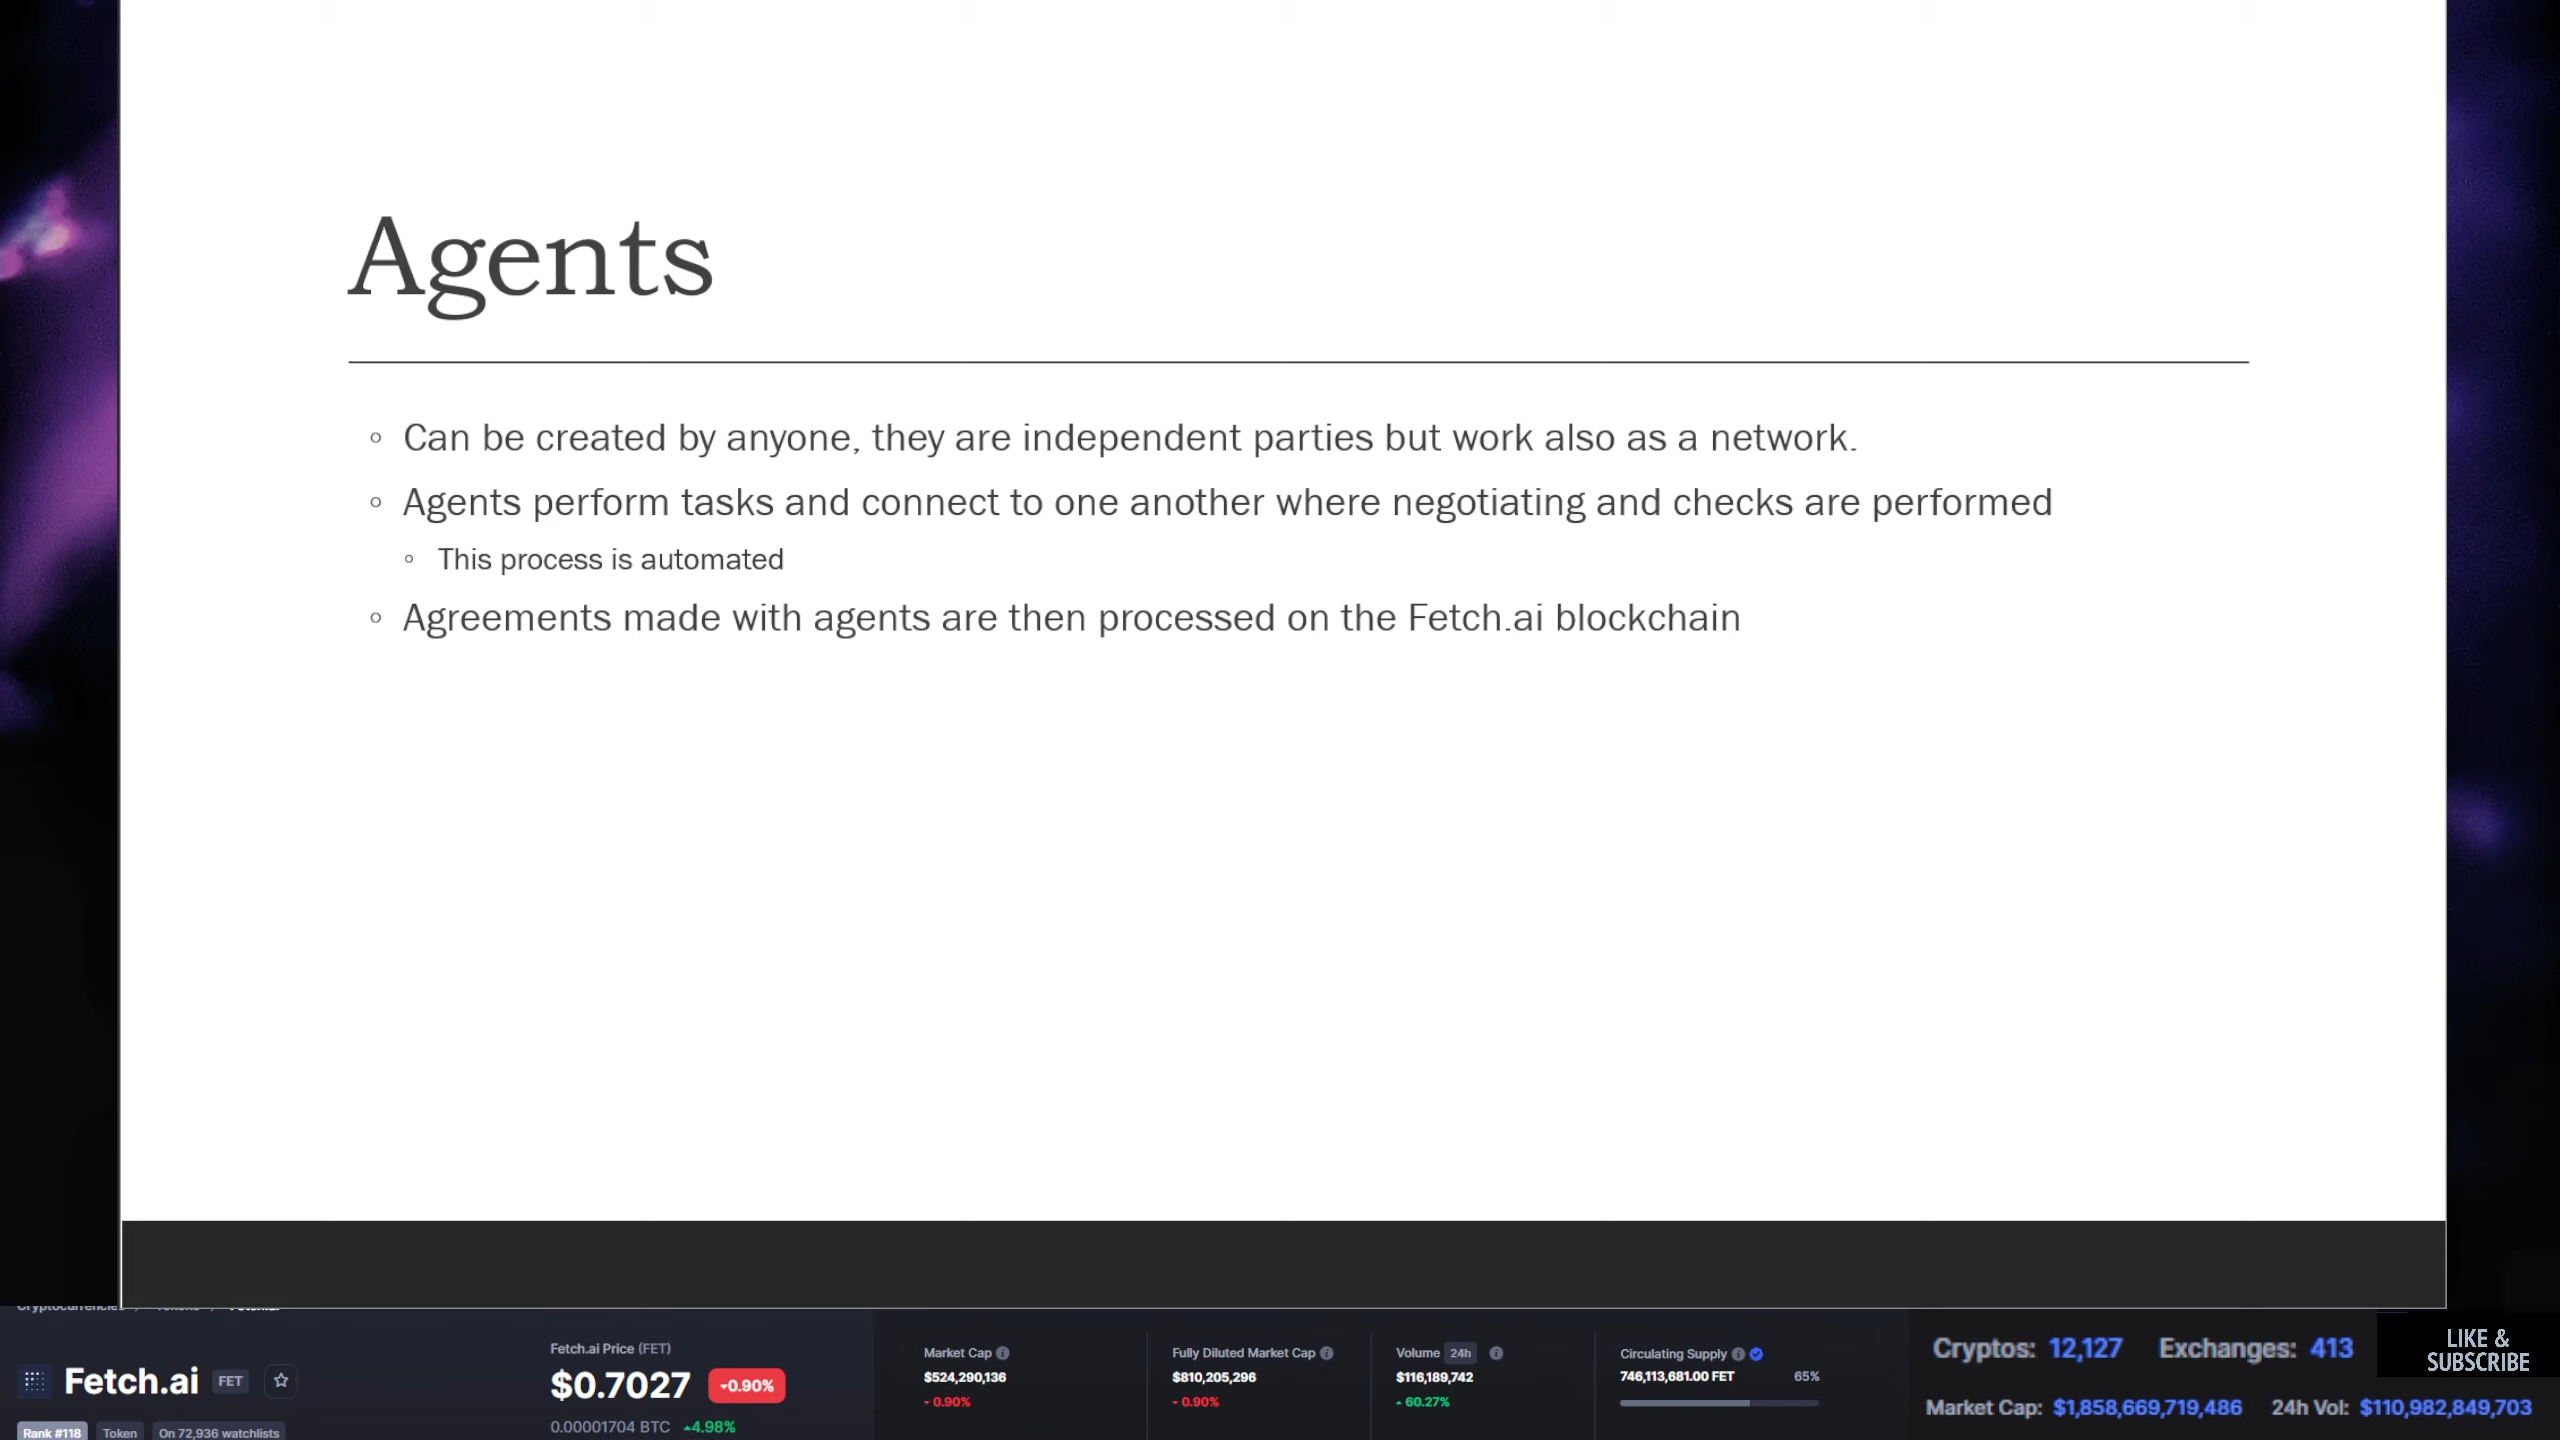 Agents
Can be created by anyone, they are independent parties but work also as a network.
Agents perform tasks and connect to one another where negotiating and checks are performed
This process is automated
Agreements made with agents are then processed on the Fetch.ai blockchain
Fetch.ai FET
Rank #118 Token On 72,936 watchlists
Fetch.ai Price (FET)
$0.7027 -0.90%
0.00001704 BTC 4.98%
Market Cap
$524,290,136
0.90%
Fully Diluted Market Cap
$810,205,296
0.90%
Volume 24h
$116,189,742
60.27%
Circulating Supply
746,113,681.00 FET 65%
Cryptos: 12,127 Exchanges: 413
Market Cap: $1,858,669,719,486 24h Vol: $110,982,849,703
LIKE &
SUBSCRIBE